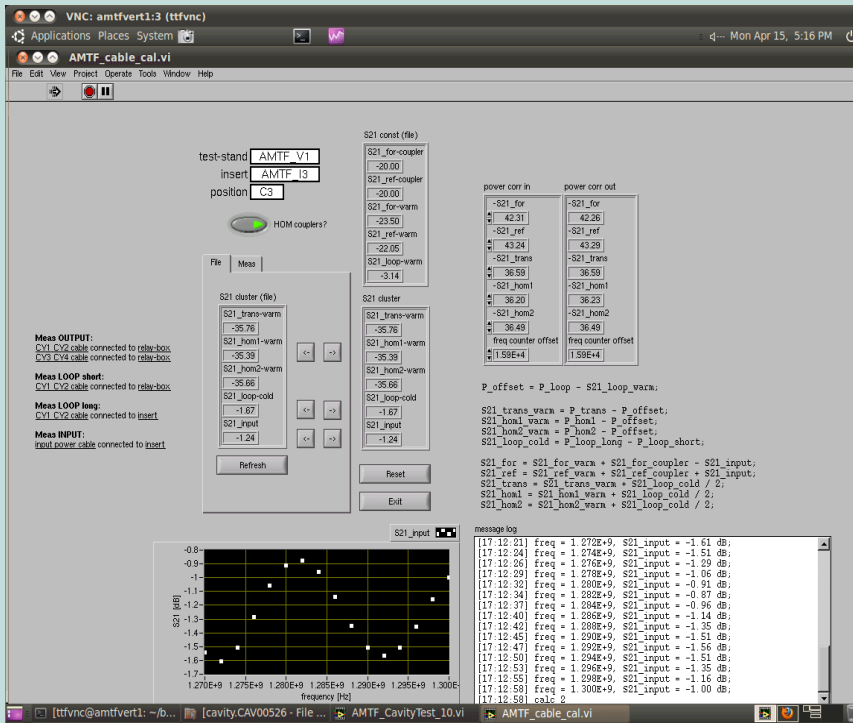 VNC: amtfvert1:3 (ttfvnc)
Applications Places System
Mon Apr 15, 5:16 PM
AMTF_cable_cal.vi
File Edit View Project Operate Tools Window Help
test-stand AMTF_V1
insert AMTF_I3
position C3
HOM couplers?
S21 const (file)
S21_for-coupler
-20.00
S21_ref-coupler
-20.00
S21_for-warm
-23.50
S21_ref-warm
-22.05
S21_loop-warm
-3.14
power corr in
-S21_for
42.31
-S21_ref
43.24
-S21_trans
36.59
-S21_hom1
36.20
-S21_hom2
36.49
freq counter offset
1.59E+4
power corr out
-S21_for
42.26
-S21_ref
43.29
-S21_trans
36.59
-S21_hom1
36.23
-S21_hom2
36.49
freq counter offset
1.59E+4
File Meas
S21 cluster (file)
S21_trans-warm
-35.76
S21_hom1-warm
-35.39
S21_hom2-warm
-35.66
S21_loop-cold
-1.67
S21_input
-1.24
<- ->
<- ->
<- ->
Refresh
S21 cluster
S21_trans-warm
-35.76
S21_hom1-warm
-35.39
S21_hom2-warm
-35.66
S21_loop-cold
-1.67
S21_input
-1.24
Reset
Exit
Meas OUTPUT:
CY1 CY2 cable connected to relay-box
CY3 CY4 cable connected to relay-box
Meas LOOP short:
CY1 CY2 cable connected to relay-box
Meas LOOP long:
CY1 CY2 cable connected to insert
Meas INPUT:
input power cable connected to insert
P_offset = P_loop - S21_loop_warm;
S21_trans_warm = P_trans - P_offset;
S21_hom1_warm = P_hom1 - P_offset;
S21_hom2_warm = P_hom2 - P_offset;
S21_loop_cold = P_loop_long - P_loop_short;
S21_for = S21_for_warm + S21_for_coupler - S21_input;
S21_ref = S21_ref_warm + S21_ref_coupler + S21_input;
S21_trans = S21_trans_warm + S21_loop_cold / 2;
S21_hom1 = S21_hom1_warm + S21_loop_cold / 2;
S21_hom2 = S21_hom2_warm + S21_loop_cold / 2;
S21_input
-0.8
-0.9
-1
-1.1
-1.2
-1.3
-1.4
-1.5
-1.6
-1.7
S21 [dB]
1.270E+9 1.275E+9 1.280E+9 1.285E+9 1.290E+9 1.295E+9 1.300E+
frequency [Hz]
message log
[17:12:21] freq = 1.272E+9, S21_input = -1.61 dB;
[17:12:24] freq = 1.274E+9, S21_input = -1.51 dB;
[17:12:26] freq = 1.276E+9, S21_input = -1.29 dB;
[17:12:29] freq = 1.278E+9, S21_input = -1.06 dB;
[17:12:32] freq = 1.280E+9, S21_input = -0.91 dB;
[17:12:34] freq = 1.282E+9, S21_input = -0.87 dB;
[17:12:37] freq = 1.284E+9, S21_input = -0.96 dB;
[17:12:40] freq = 1.286E+9, S21_input = -1.14 dB;
[17:12:42] freq = 1.288E+9, S21_input = -1.35 dB;
[17:12:45] freq = 1.290E+9, S21_input = -1.51 dB;
[17:12:47] freq = 1.292E+9, S21_input = -1.56 dB;
[17:12:50] freq = 1.294E+9, S21_input = -1.51 dB;
[17:12:53] freq = 1.296E+9, S21_input = -1.35 dB;
[17:12:55] freq = 1.298E+9, S21_input = -1.16 dB;
[17:12:58] freq = 1.300E+9, S21_input = -1.00 dB;
[17:12:58] calc 2
[ttfvnc@amtfvert1: ~/b... [cavity.CAV00526 - File ... AMTF_CavityTest_10.vi AMTF_cable_cal.vi